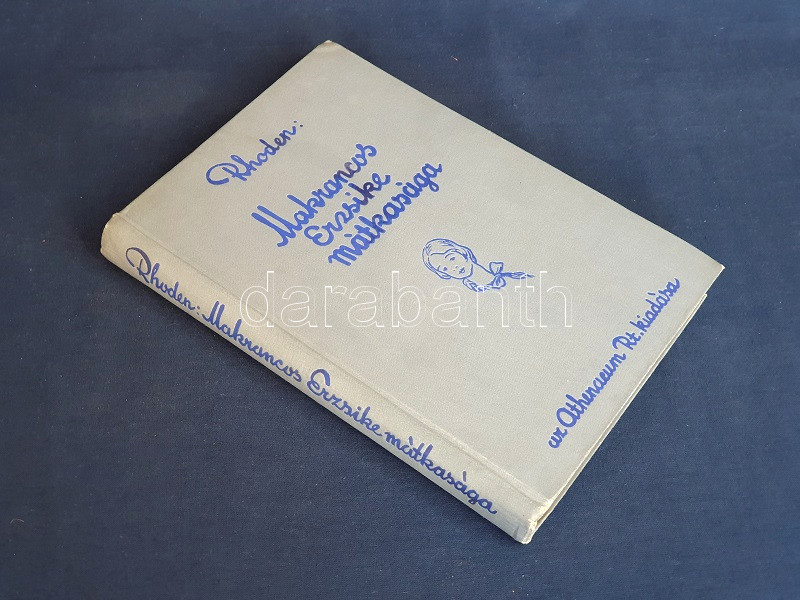 Rhoden:
Makrancos
Erzsike
mátkasága
az Athenaeum Rt. kiadása
Rhoden: Makrancos Erzsike mátkasága
darabanth